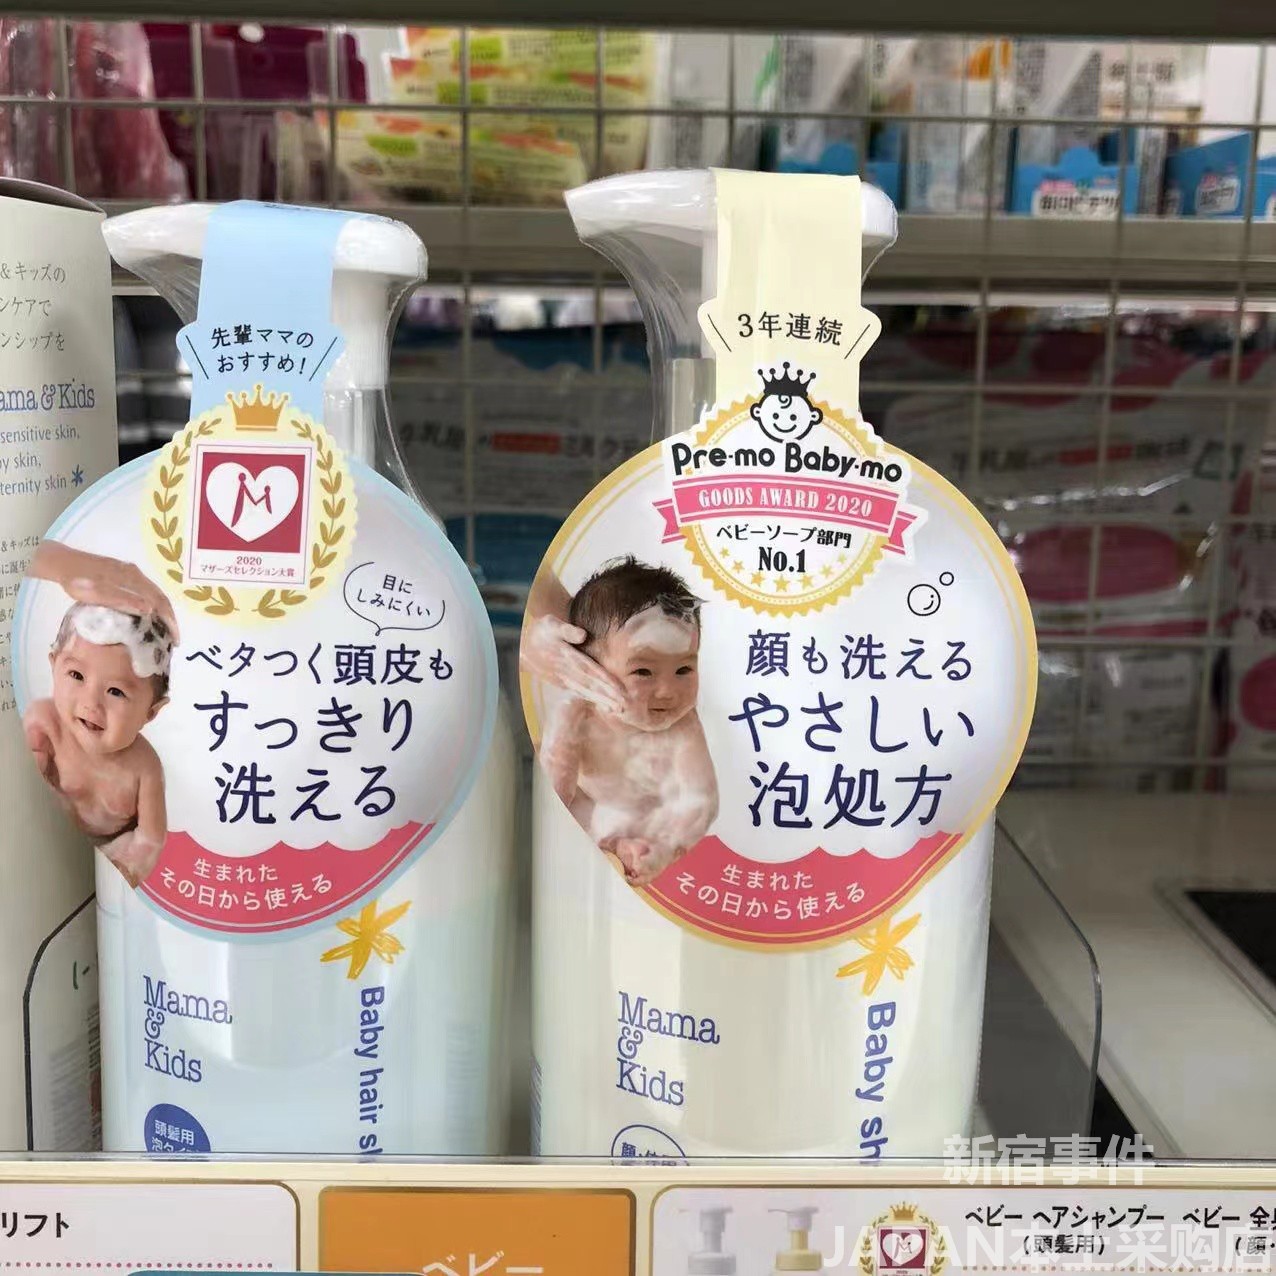 &キッズの
ンケアで
ンシップを
ama & Kids
sensitive skin,
by skin,
ternity skin
先輩ママの
おすすめ!
2020
マザーズセレクション大賞
目に
しみにくい
ベタつく頭皮も
すっきり
洗える
生まれた
その日から使える
Mama
&
Kids
Baby hair sh
頭髪用
3年連続
Pre-mo Baby-mo
GOODS AWARD 2020
ベビーソープ部門
No.1
顔も洗える
やさしい
泡処方
生まれた
その日から使える
Mama
&
Kids
Baby sh
リフト
ベビー
ベビー ヘアシャンプー
(頭髪用)
ベビー 全身
(顔・
新宿事件
JAPAN本土采购店